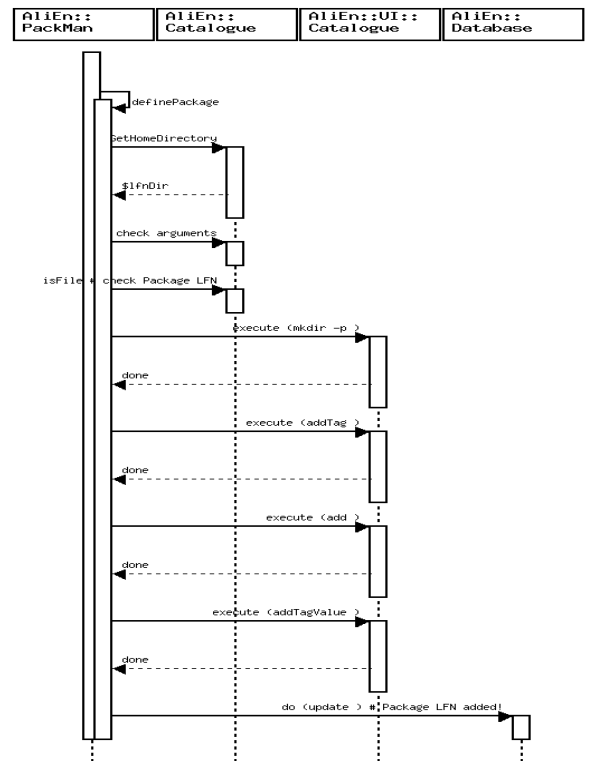 AliEn::
PackMan
AliEn::
Catalogue
AliEn::UI::
Catalogue
AliEn::
Database
definePackage
GetHomeDirectory
$lfnDir
check arguments
isFile # check Package LFN
execute (mkdir -p )
done
execute (addTag )
done
execute (add )
done
execute (addTagValue )
done
do (update ) # Package LFN added!